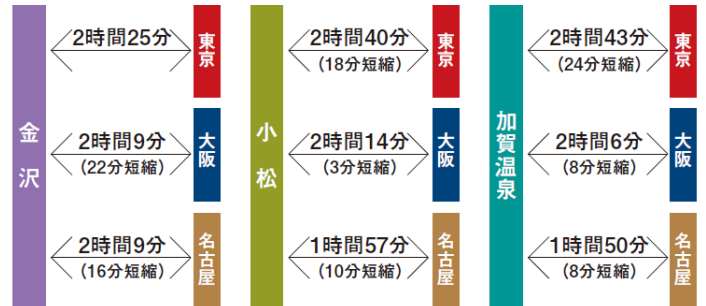 金沢
2時間25分
東京
2時間9分
(22分短縮)
大阪
2時間9分
(16分短縮)
名古屋
小松
2時間40分
(18分短縮)
東京
2時間14分
(3分短縮)
大阪
1時間57分
(10分短縮)
名古屋
加賀温泉
2時間43分
(24分短縮)
東京
2時間6分
(8分短縮)
大阪
1時間50分
(8分短縮)
名古屋